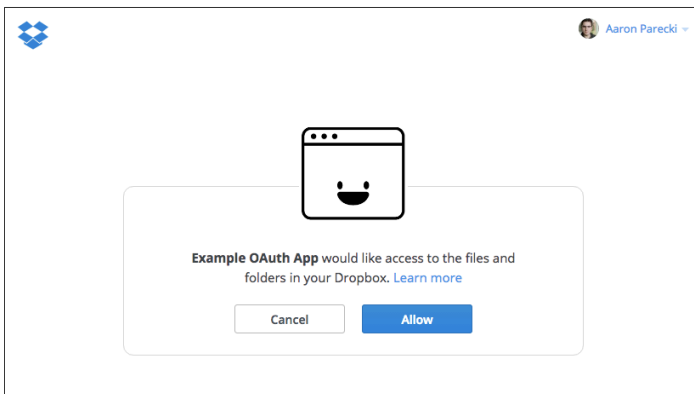 Aaron Parecki
Example OAuth App would like access to the files and
folders in your Dropbox. Learn more
Cancel
Allow